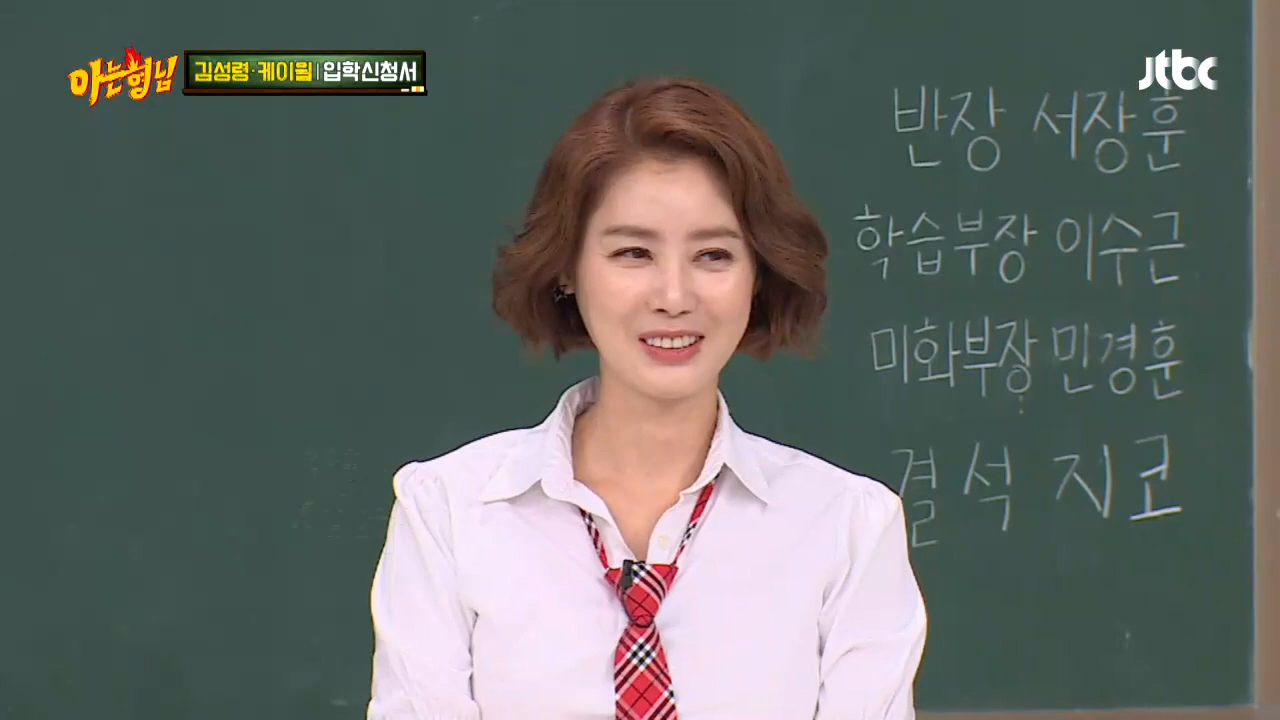 아는형님
김성령·케이윌 | 입학신청서
jtbc
반장 서장훈
학습부장 이수근
미화부장 민경훈
결석 지코